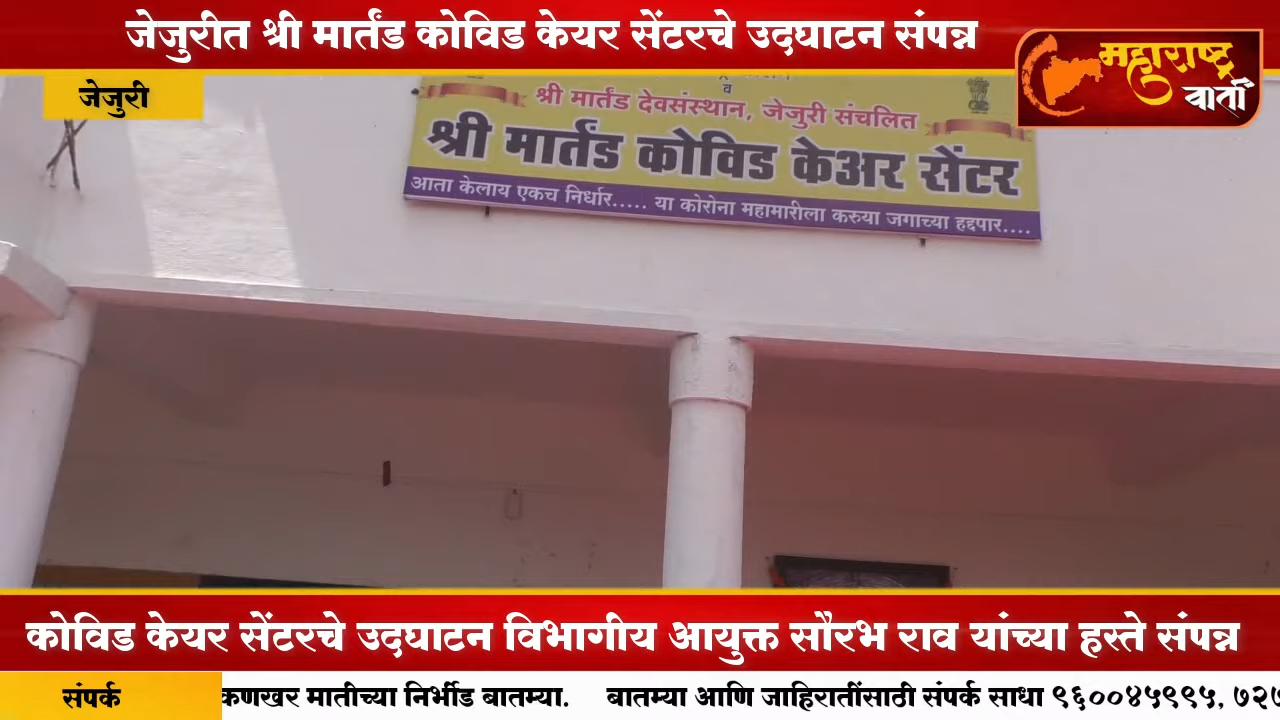 जेजुरीत श्री मार्तंड कोविड केयर सेंटरचे उदघाटन संपन्न
महाराष्ट्र
वार्ता
जेजुरी
व
श्री मार्तंड देवसंस्थान, जेजुरी संचलित
श्री मार्तंड कोविड केअर सेंटर
आता केलाय एकच निर्धार..... या कोरोना महामारीला करुया जगाच्या हद्दपार....
कोविड केयर सेंटरचे उदघाटन विभागीय आयुक्त सौरभ राव यांच्या हस्ते संपन्न
संपर्क
कणखर मातीच्या निर्भीड बातम्या. बातम्या आणि जाहिरातींसाठी संपर्क साधा ९६००४५९९५, ७२७